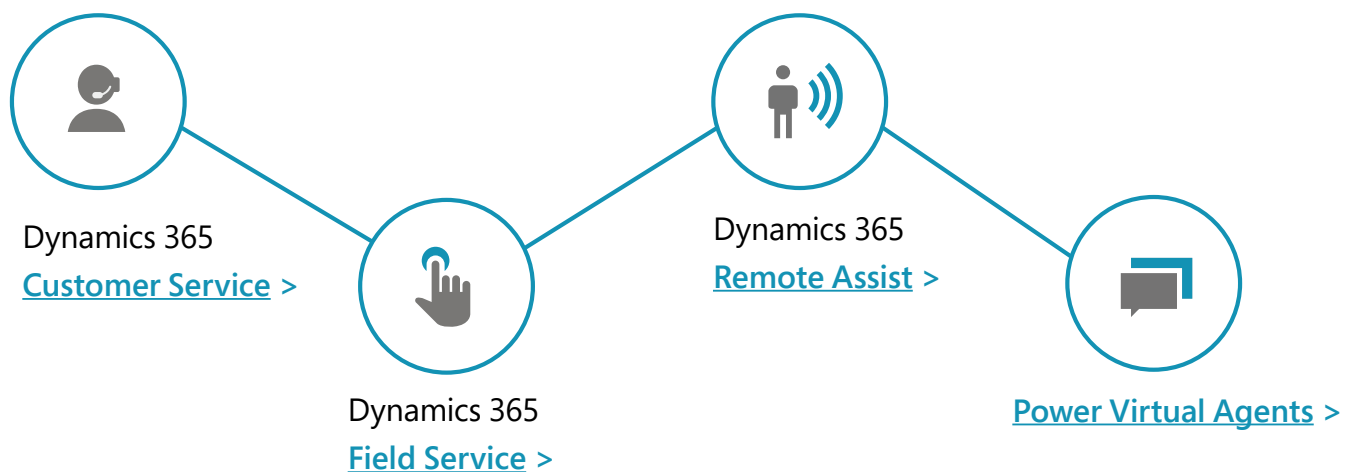 Dynamics 365
Customer Service >
Dynamics 365
Field Service >
Dynamics 365
Remote Assist >
Power Virtual Agents >